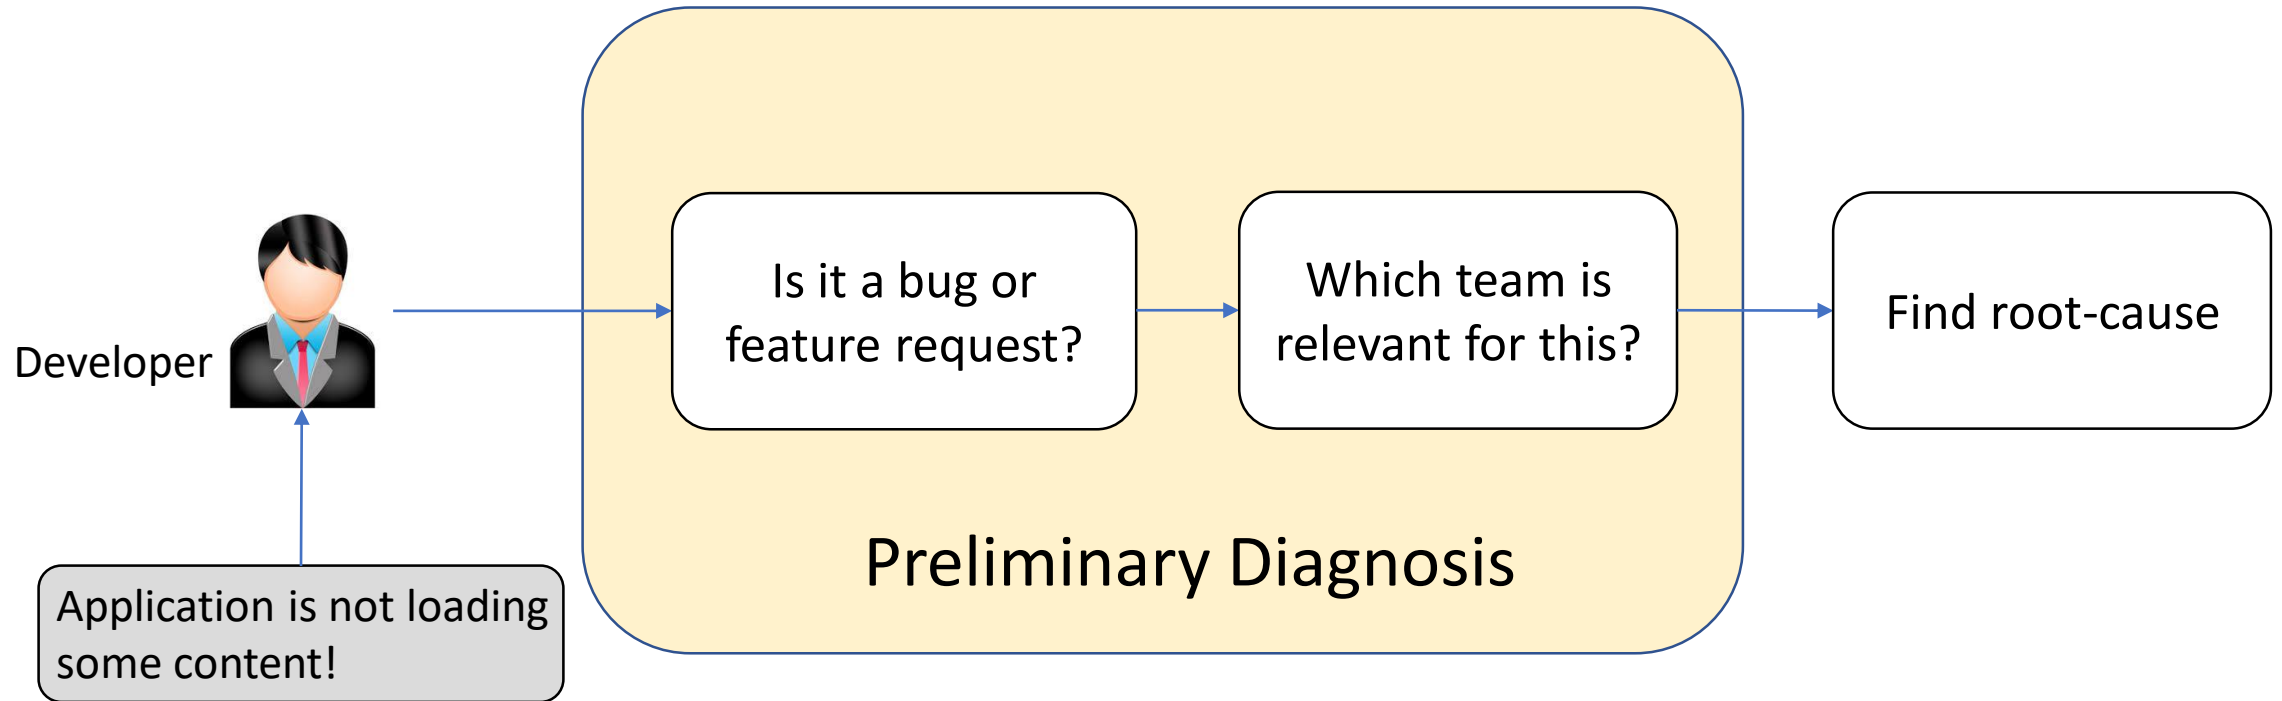 Developer
Application is not loading
some content!
Is it a bug or
feature request?
Which team is
relevant for this?
Preliminary Diagnosis
Find root-cause